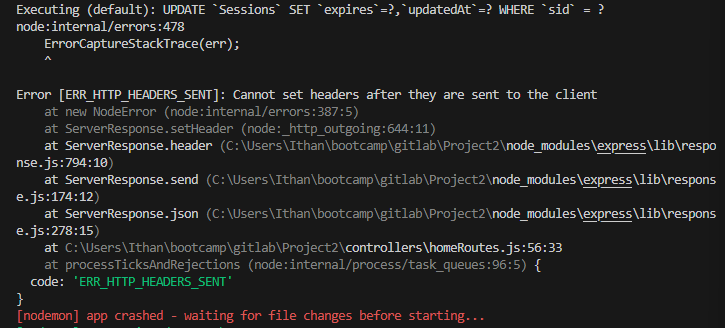 Executing (default): UPDATE `Sessions` SET `expires`=?,`updatedAt`=? WHERE `sid` = ?
node:internal/errors:478
    ErrorCaptureStackTrace(err);
    ^

Error [ERR_HTTP_HEADERS_SENT]: Cannot set headers after they are sent to the client
    at new NodeError (node:internal/errors:387:5)
    at ServerResponse.setHeader (node:_http_outgoing:644:11)
    at ServerResponse.header (C:\Users\Ithan\bootcamp\gitlab\Project2\node_modules\express\lib\respo
nse.js:794:10)
    at ServerResponse.send (C:\Users\Ithan\bootcamp\gitlab\Project2\node_modules\express\lib\respons
e.js:174:12)
    at ServerResponse.json (C:\Users\Ithan\bootcamp\gitlab\Project2\node_modules\express\lib\respons
e.js:278:15)
    at C:\Users\Ithan\bootcamp\gitlab\Project2\controllers\homeRoutes.js:56:33
    at processTicksAndRejections (node:internal/process/task_queues:96:5) {
  code: 'ERR_HTTP_HEADERS_SENT'
}
[nodemon] app crashed - waiting for file changes before starting...